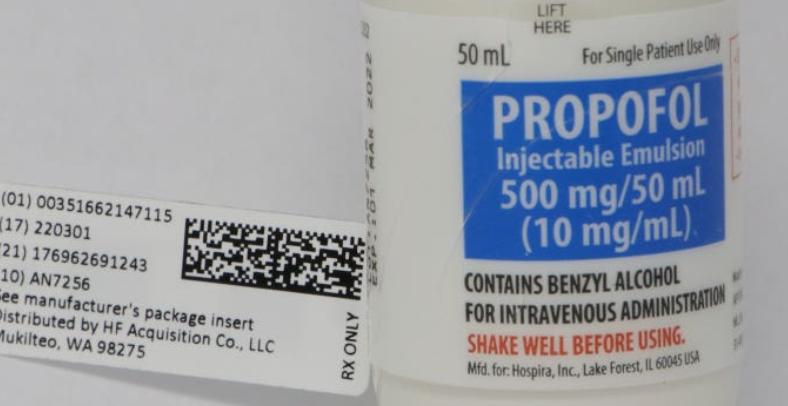 (01) 00351662147115
(17) 220301
21) 176962691243
10) AN7256
ee manufacturer's package insert
istributed by HF Acquisition Co., LLC
ukilteo, WA 98275
RX ONLY
MAR 2022
LIFT
HERE
50 mL
For Single Patient Use Only
PROPOFOL
Injectable Emulsion
500 mg/50 mL
(10 mg/mL)
CONTAINS BENZYL ALCOHOL
FOR INTRAVENOUS ADMINISTRATION
SHAKE WELL BEFORE USING.
Mfd. for: Hospira, Inc., Lake Forest, IL 60045 USA